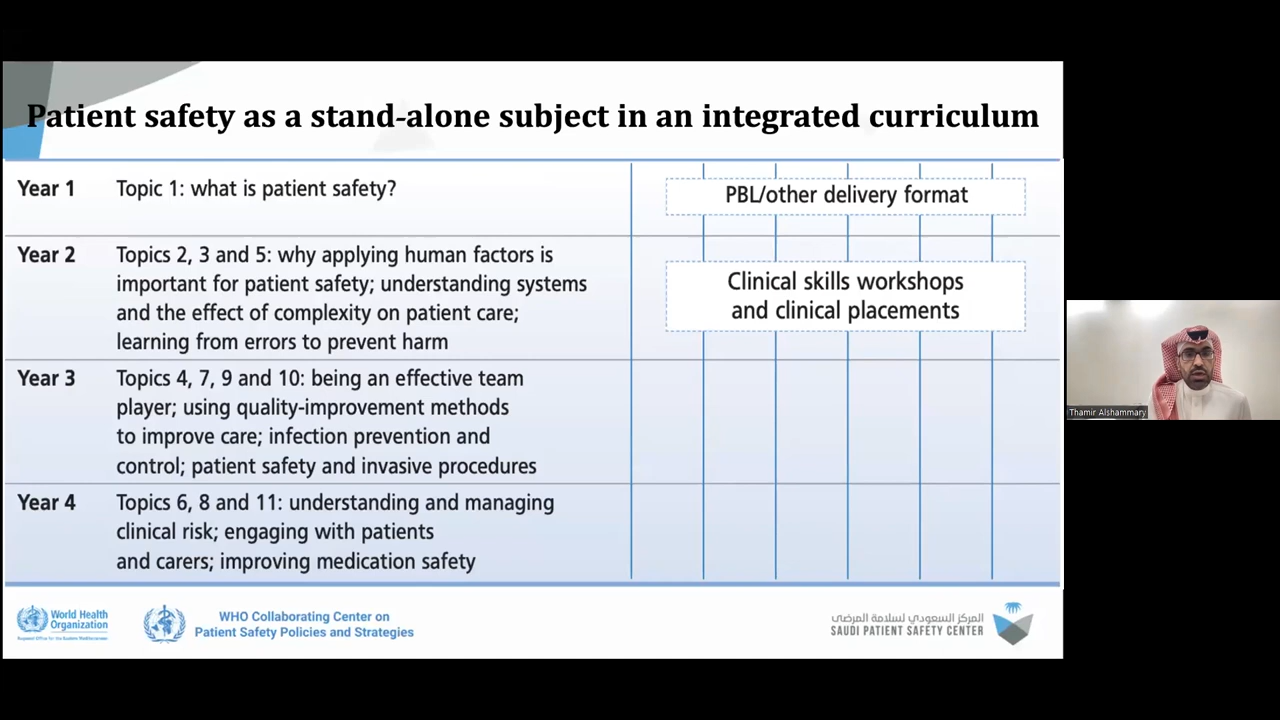 Patient safety as a stand-alone subject in an integrated curriculum
Year 1 Topic 1: what is patient safety?
PBL/other delivery format
Year 2 Topics 2, 3 and 5: why applying human factors is
important for patient safety; understanding systems
and the effect of complexity on patient care;
learning from errors to prevent harm
Clinical skills workshops
and clinical placements
Year 3 Topics 4, 7, 9 and 10: being an effective team
player; using quality-improvement methods
to improve care; infection prevention and
control; patient safety and invasive procedures
Year 4 Topics 6, 8 and 11: understanding and managing
clinical risk; engaging with patients
and carers; improving medication safety
World Health
Organization
Regional Office for the Eastern Mediterranean
WHO Collaborating Center on
Patient Safety Policies and Strategies
المركز السعودي لسلامة المرضى
SAUDI PATIENT SAFETY CENTER
Thamir Alshammary